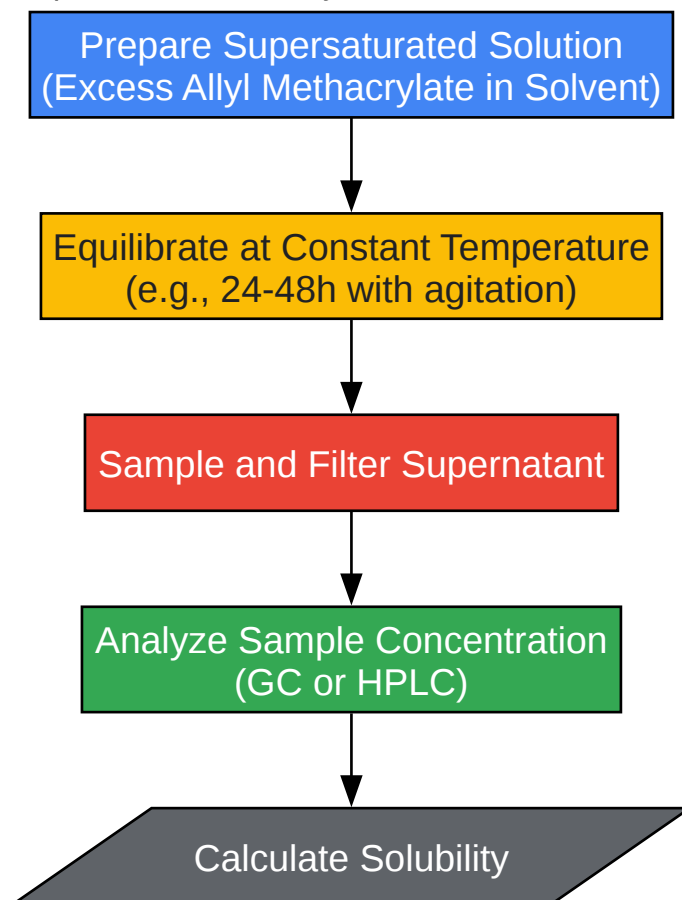 Prepare Supersaturated Solution
(Excess Allyl Methacrylate in Solvent)
Equilibrate at Constant Temperature
(e.g., 24-48h with agitation)
Sample and Filter Supernatant
Analyze Sample Concentration
(GC or HPLC)
Calculate Solubility